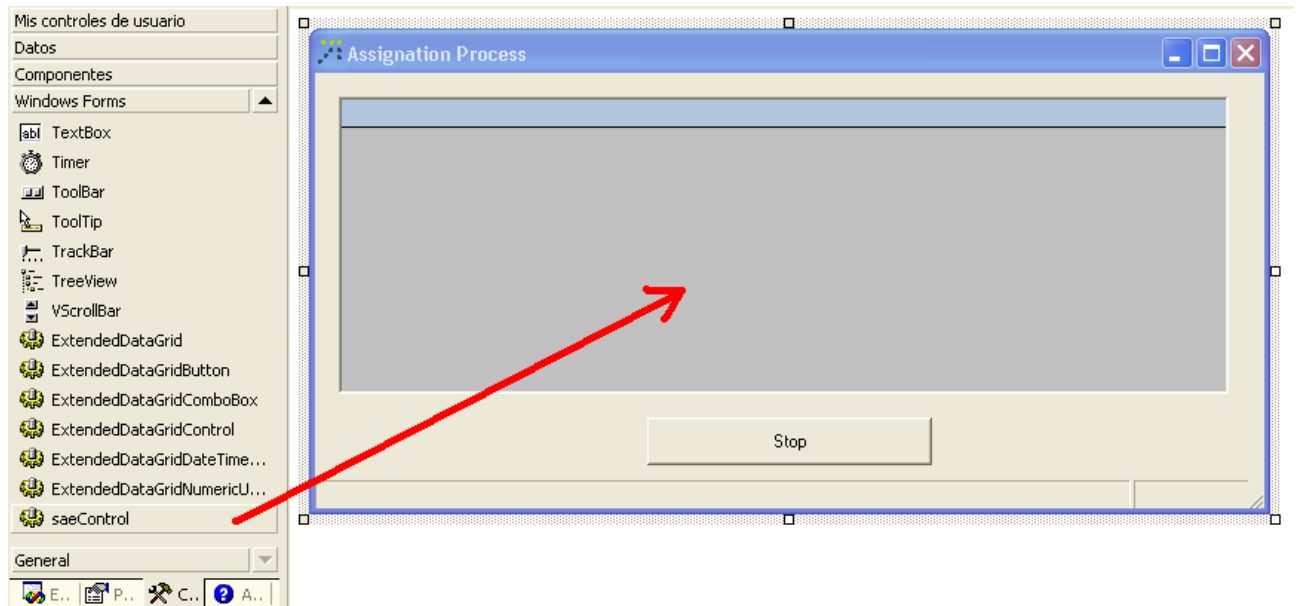 Mis controles de usuario
Datos
Componentes
Windows Forms
abl TextBox
Timer
ToolBar
ToolTip
TrackBar
TreeView
VScrollBar
ExtendedDataGrid
ExtendedDataGridButton
ExtendedDataGridComboBox
ExtendedDataGridControl
ExtendedDataGridDateTime...
ExtendedDataGridNumericU...
saeControl
General
E.. P.. C.. A..
Assignation Process
Stop